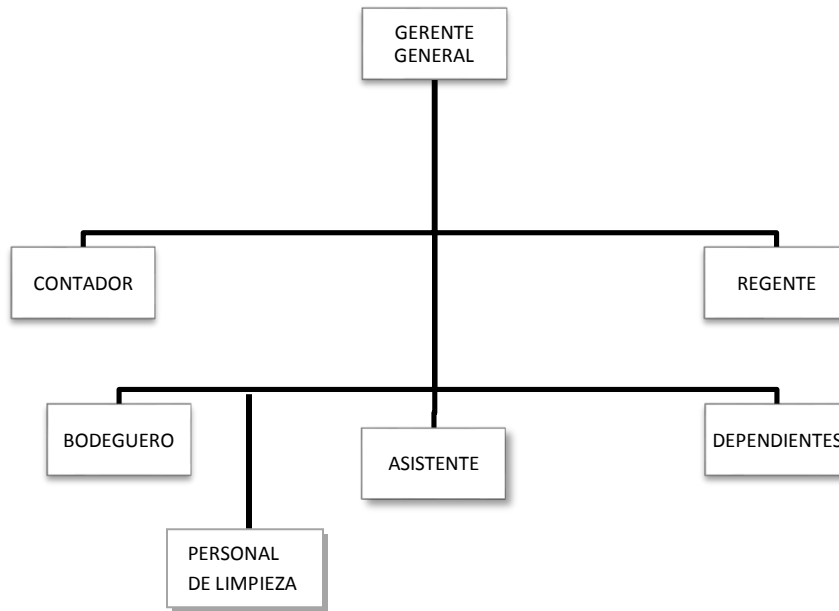 GERENTE
GENERAL
CONTADOR
REGENTE
BODEGUERO
ASISTENTE
DEPENDIENTES
PERSONAL
DE LIMPIEZA